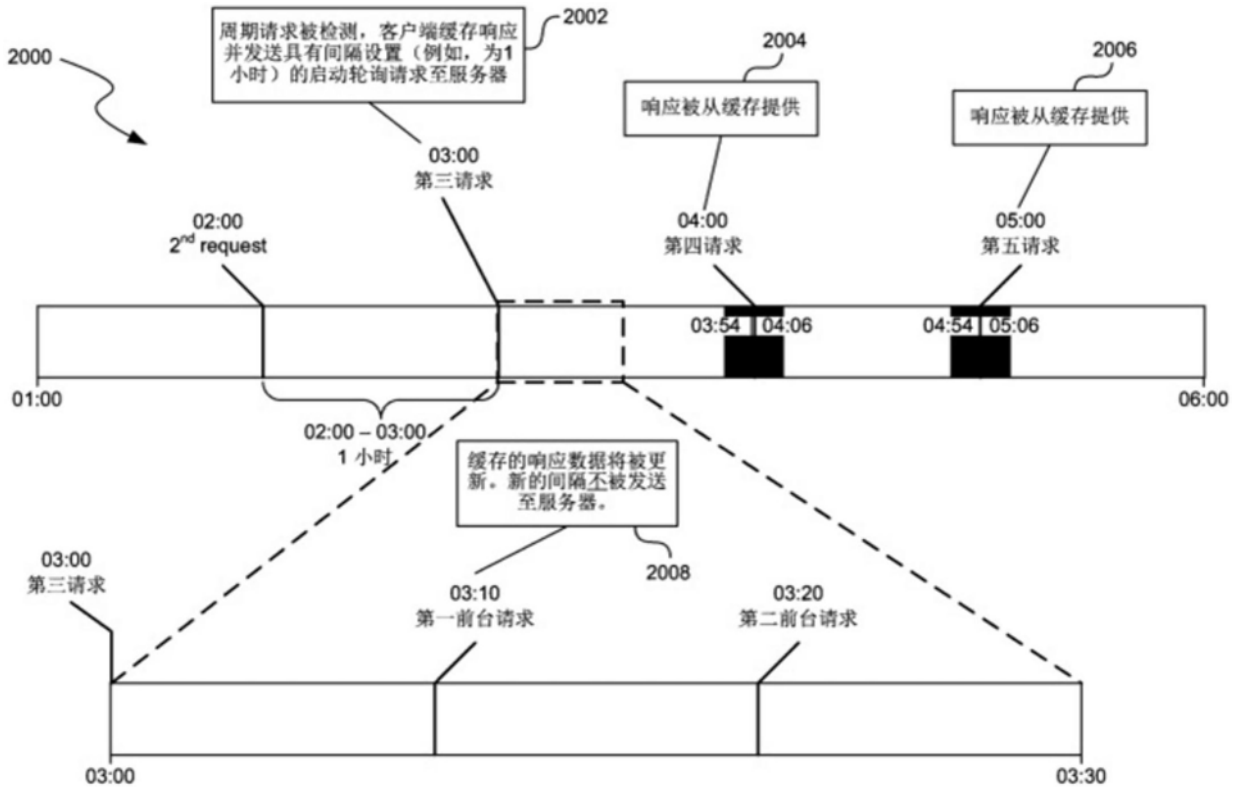 2000
周期请求被检测，客户端缓存响应
并发送具有间隔设置（例如，为1
小时）的启动轮询请求至服务器
2002
2004
响应被从缓存提供
2006
响应被从缓存提供
03:00
第三请求
02:00
2nd request
04:00
第四请求
05:00
第五请求
03:54
04:06
04:54
05:06
01:00
06:00
02:00 – 03:00
1 小时
缓存的响应数据将被更
新。新的间隔不被发送
至服务器。
2008
03:00
第三请求
03:10
第一前台请求
03:20
第二前台请求
03:00
03:30